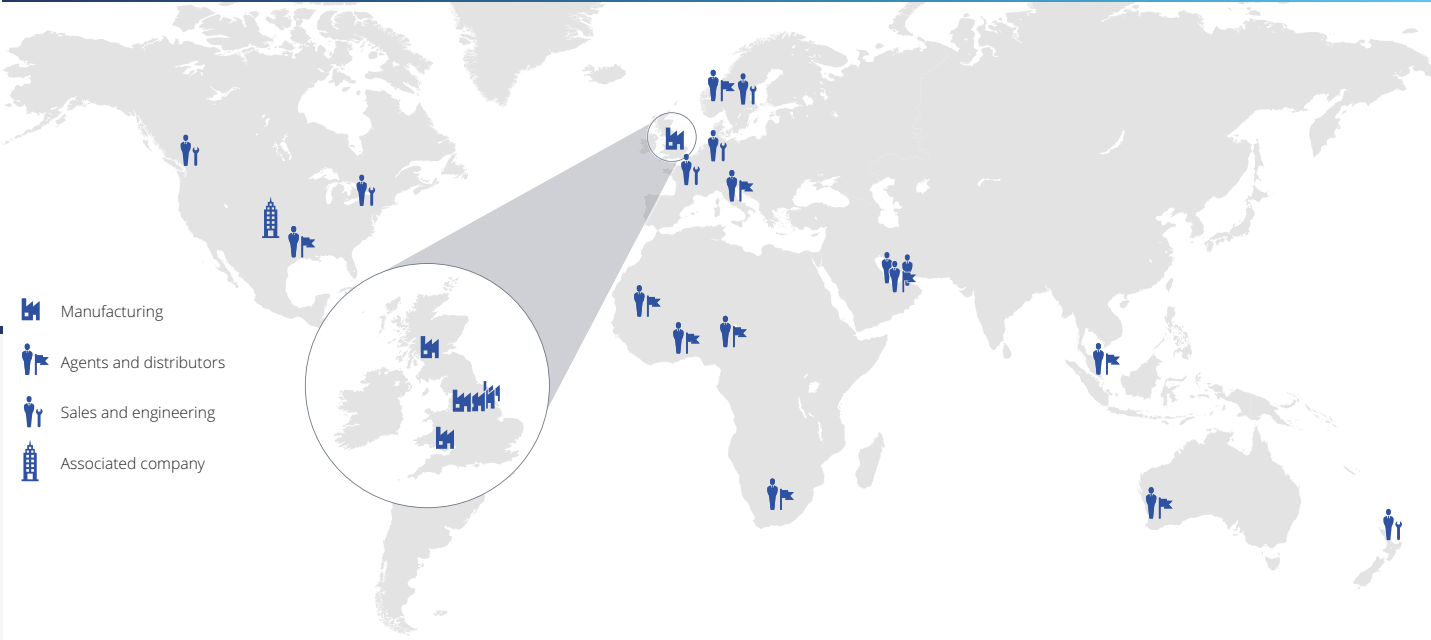 Manufacturing
Agents and distributors
Sales and engineering
Associated company